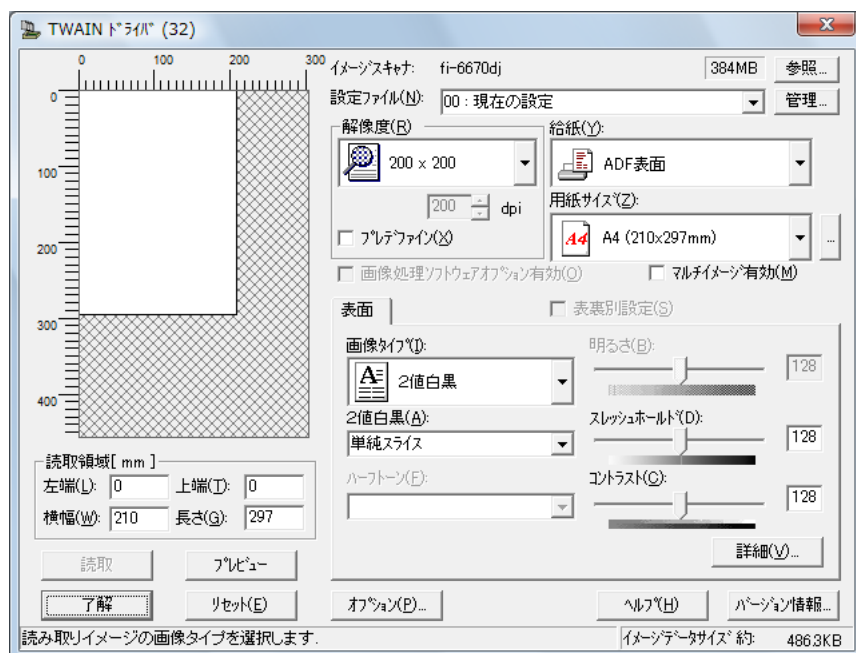 TWAIN ﾄﾞﾗｲﾊﾞ (32)
0 100 200 300
0
100
200
300
400
ｲﾒｰｼﾞｽｷｬﾅ: fi-6670dj 384MB 参照...
設定ファイル(N): 00 : 現在の設定 管理...
解像度(R)
200 × 200
200 dpi
ﾌﾟﾚﾃﾞﾌｧｲﾝ(X)
給紙(Y):
ADF表面
用紙ｻｲｽﾞ(Z):
A4 A4 (210x297mm) ...
画像処理ｿﾌﾄｳｪｱｵﾌﾟｼｮﾝ有効(O) ﾏﾙﾁｲﾒｰｼﾞ有効(M)
表面 表裏別設定(S)
画像ﾀｲﾌﾟ(I):
A 2値白黒
2値白黒(A):
単純スライス
ﾊｰﾌﾄｰﾝ(F):
明るさ(B):
128
ｽﾚｯｼｭﾎｰﾙﾄﾞ(D):
128
ｺﾝﾄﾗｽﾄ(C):
128
詳細(V)...
読取領域[ mm ]
左端(L): 0 上端(T): 0
横幅(W): 210 長さ(G): 297
読取 ﾌﾟﾚﾋﾞｭｰ
了解 ﾘｾｯﾄ(E) ｵﾌﾟｼｮﾝ(P)... ﾍﾙﾌﾟ(H) ﾊﾞｰｼﾞｮﾝ情報...
読み取りイメージの画像タイプを選択します. ｲﾒｰｼﾞﾃﾞｰﾀｻｲｽﾞ 約: 486.3KB